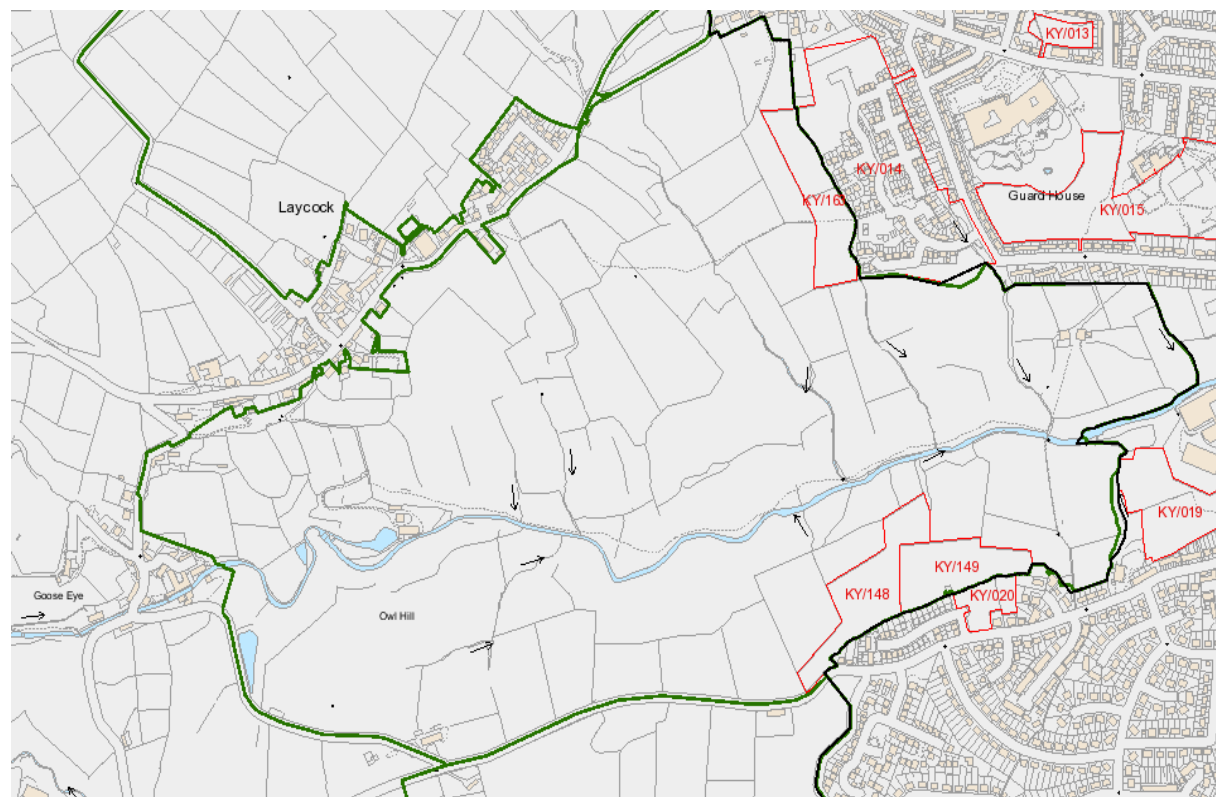 KY/013
KY/014
Guard House
KY/163
KY/015
Laycock
KY/019
KY/149
KY/148
KY/020
Goose Eye
Owl Hill